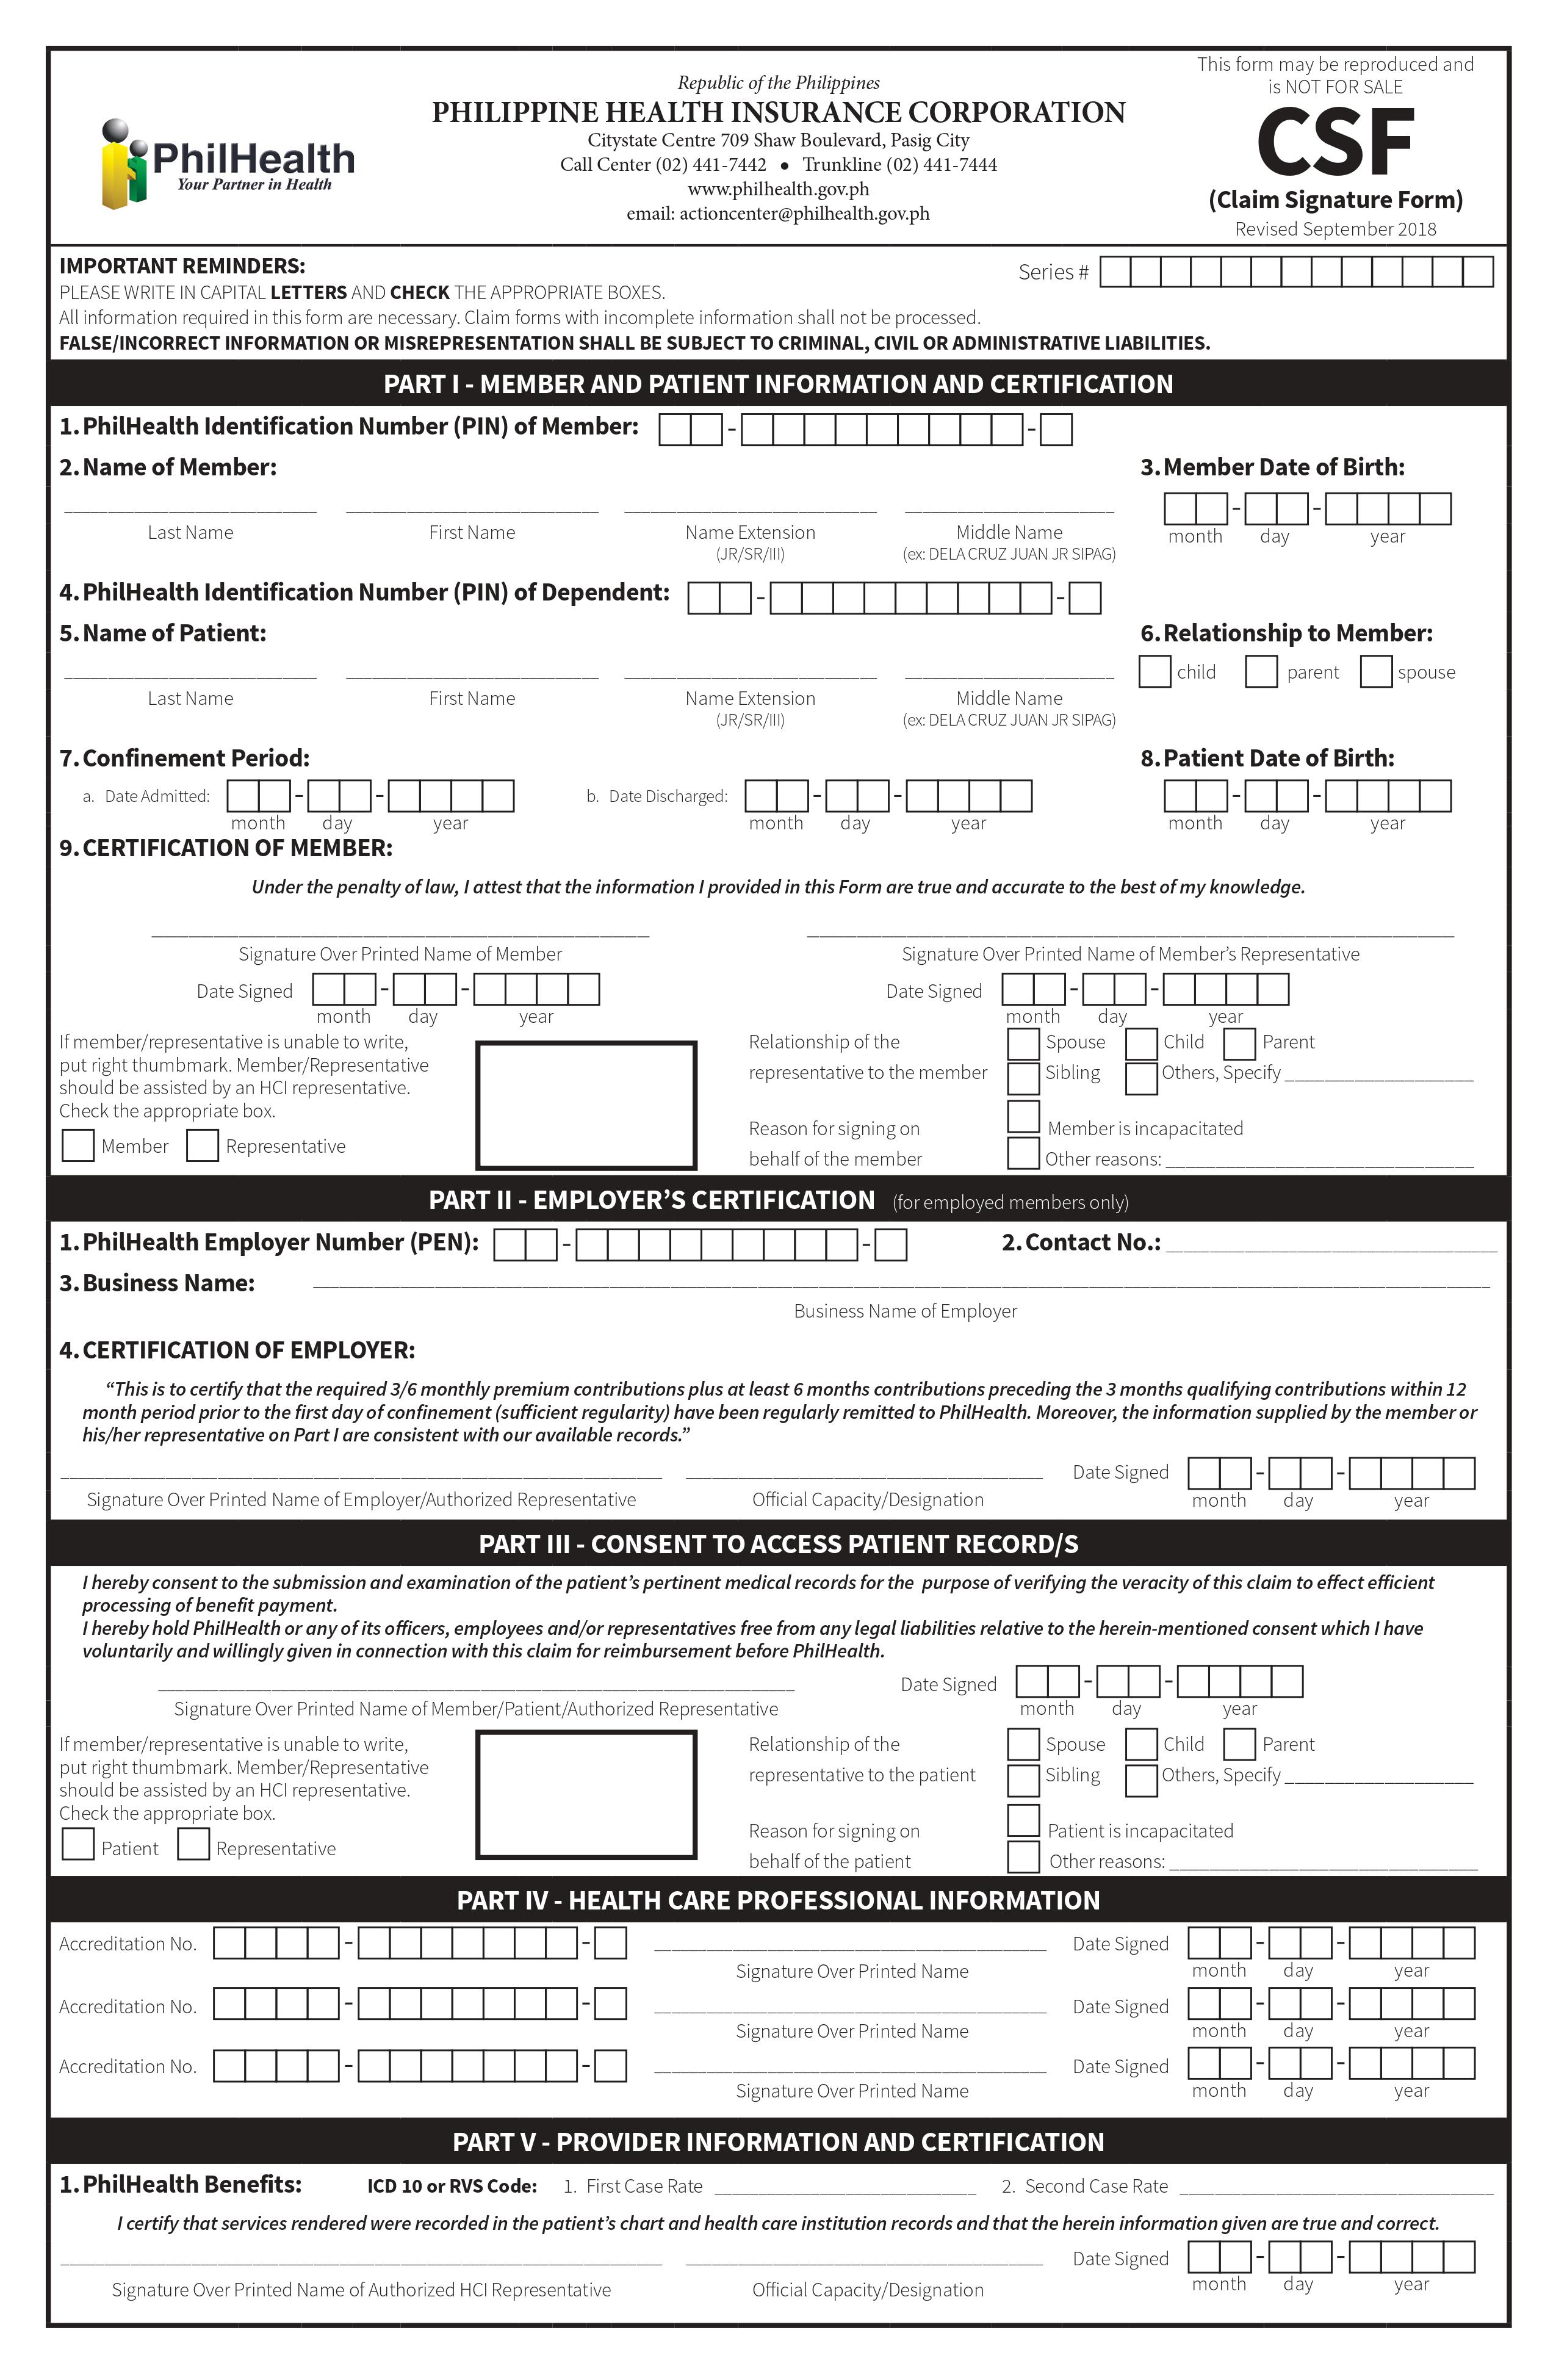 This form may be reproduced and
is NOT FOR SALE
Republic of the Philippines
PHILIPPINE HEALTH INSURANCE CORPORATION
Citystate Centre 709 Shaw Boulevard, Pasig City
Call Center (02) 441-7442 • Trunkline (02) 441-7444
www.philhealth.gov.ph
email: actioncenter@philhealth.gov.ph
PhilHealth
Your Partner in Health
CSF
(Claim Signature Form)
Revised September 2018
IMPORTANT REMINDERS:
Series #
PLEASE WRITE IN CAPITAL LETTERS AND CHECK THE APPROPRIATE BOXES.
All information required in this form are necessary. Claim forms with incomplete information shall not be processed.
FALSE/INCORRECT INFORMATION OR MISREPRESENTATION SHALL BE SUBJECT TO CRIMINAL, CIVIL OR ADMINISTRATIVE LIABILITIES.
PART I - MEMBER AND PATIENT INFORMATION AND CERTIFICATION
1. PhilHealth Identification Number (PIN) of Member: - -
2. Name of Member: 3. Member Date of Birth:
- -
Last Name First Name Name Extension Middle Name month day year
(JR/SR/III) (ex: DELA CRUZ JUAN JR SIPAG)
4. PhilHealth Identification Number (PIN) of Dependent: - -
5. Name of Patient: 6. Relationship to Member:
child parent spouse
Last Name First Name Name Extension Middle Name
(JR/SR/III) (ex: DELA CRUZ JUAN JR SIPAG)
7. Confinement Period: 8. Patient Date of Birth:
a. Date Admitted: - - b. Date Discharged: - - - -
month day year month day year month day year
9. CERTIFICATION OF MEMBER:
Under the penalty of law, I attest that the information I provided in this Form are true and accurate to the best of my knowledge.
Signature Over Printed Name of Member Signature Over Printed Name of Member's Representative
Date Signed - - Date Signed - -
month day year month day year
If member/representative is unable to write,
put right thumbmark. Member/Representative
should be assisted by an HCI representative.
Check the appropriate box.
Member Representative
Relationship of the
representative to the member
Spouse Child Parent
Sibling Others, Specify
Reason for signing on
behalf of the member
Member is incapacitated
Other reasons:
PART II - EMPLOYER'S CERTIFICATION (for employed members only)
1. PhilHealth Employer Number (PEN): - - 2. Contact No.:
3. Business Name:
Business Name of Employer
4. CERTIFICATION OF EMPLOYER:
“This is to certify that the required 3/6 monthly premium contributions plus at least 6 months contributions preceding the 3 months qualifying contributions within 12
month period prior to the first day of confinement (sufficient regularity) have been regularly remitted to PhilHealth. Moreover, the information supplied by the member or
his/her representative on Part I are consistent with our available records.”
Date Signed - -
Signature Over Printed Name of Employer/Authorized Representative Official Capacity/Designation month day year
PART III - CONSENT TO ACCESS PATIENT RECORD/S
I hereby consent to the submission and examination of the patient's pertinent medical records for the purpose of verifying the veracity of this claim to effect efficient
processing of benefit payment.
I hereby hold PhilHealth or any of its officers, employees and/or representatives free from any legal liabilities relative to the herein-mentioned consent which I have
voluntarily and willingly given in connection with this claim for reimbursement before PhilHealth.
Date Signed - -
Signature Over Printed Name of Member/Patient/Authorized Representative month day year
If member/representative is unable to write,
put right thumbmark. Member/Representative
should be assisted by an HCI representative.
Check the appropriate box.
Patient Representative
Relationship of the
representative to the patient
Spouse Child Parent
Sibling Others, Specify
Reason for signing on
behalf of the patient
Patient is incapacitated
Other reasons:
PART IV - HEALTH CARE PROFESSIONAL INFORMATION
Accreditation No. - - Date Signed - -
Signature Over Printed Name month day year
Accreditation No. - - Date Signed - -
Signature Over Printed Name month day year
Accreditation No. - - Date Signed - -
Signature Over Printed Name month day year
PART V - PROVIDER INFORMATION AND CERTIFICATION
1. PhilHealth Benefits: ICD 10 or RVS Code: 1. First Case Rate 2. Second Case Rate
I certify that services rendered were recorded in the patient's chart and health care institution records and that the herein information given are true and correct.
Date Signed - -
Signature Over Printed Name of Authorized HCI Representative Official Capacity/Designation month day year